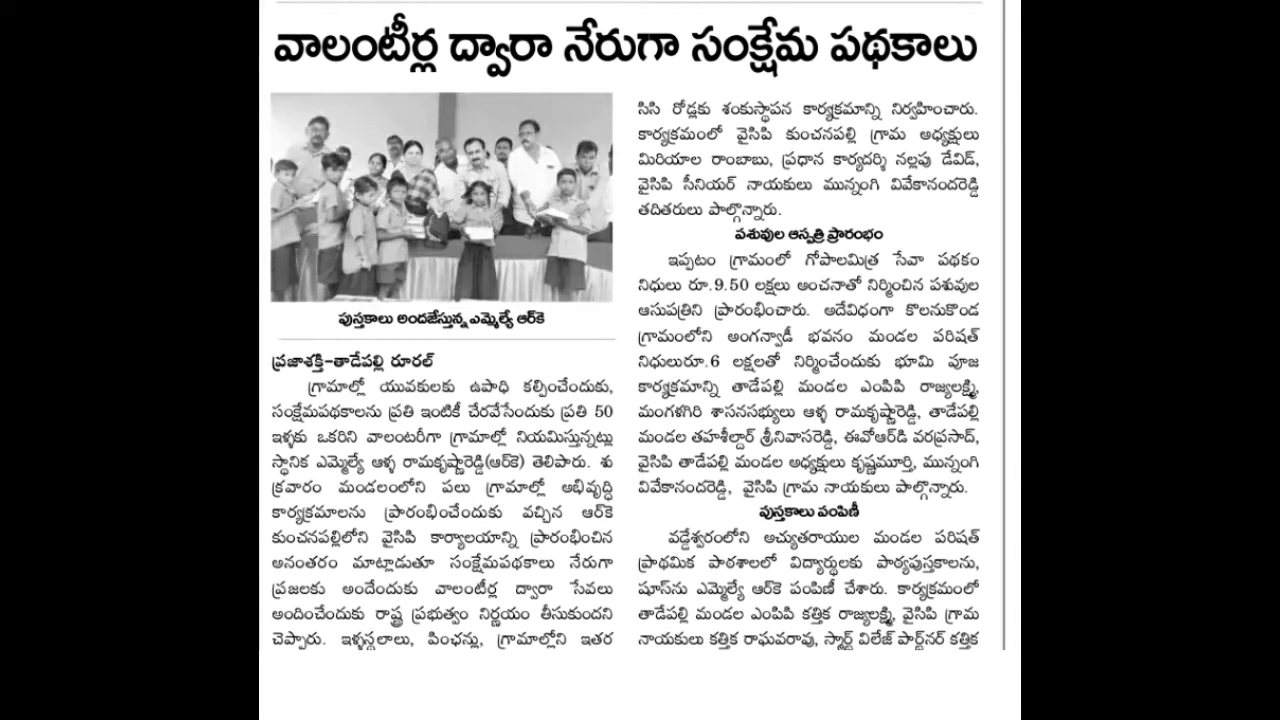 వాలంటీర్ల ద్వారా నేరుగా సంక్షేమ పథకాలు
పుస్తకాలు అందజేస్తున్న ఎమ్మెల్యే ఆర్‌కె
ప్రజాశక్తి-తాడేపల్లి రూరల్
గ్రామాల్లో యువకులకు ఉపాధి కల్పించేందుకు,
సంక్షేమపథకాలను ప్రతి ఇంటికీ చేరవేసేందుకు ప్రతి 50
ఇళ్ళకు ఒకరిని వాలంటరీగా గ్రామాల్లో నియమిస్తున్నట్లు
స్థానిక ఎమ్మెల్యే ఆళ్ళ రామకృష్ణారెడ్డి(ఆర్‌కె) తెలిపారు. శు
క్రవారం మండలంలోని పలు గ్రామాల్లో అభివృద్ధి
కార్యక్రమాలను ప్రారంభించేందుకు వచ్చిన ఆర్‌కె
కుంచనపల్లిలోని వైసిపి కార్యాలయాన్ని ప్రారంభించిన
అనంతరం మాట్లాడుతూ సంక్షేమపథకాలు నేరుగా
ప్రజలకు అందేందుకు వాలంటీర్ల ద్వారా సేవలు
అందించేందుకు రాష్ట్ర ప్రభుత్వం నిర్ణయం తీసుకుందని
చెప్పారు. ఇళ్ళస్థలాలు, పింఛన్లు, గ్రామాల్లోని ఇతర
సిసి రోడ్లకు శంకుస్థాపన కార్యక్రమాన్ని నిర్వహించారు.
కార్యక్రమంలో వైసిపి కుంచనపల్లి గ్రామ అధ్యక్షులు
మిరియాల రాంబాబు, ప్రధాన కార్యదర్శి నల్లపు డేవిడ్,
వైసిపి సీనియర్ నాయకులు మున్నంగి వివేకానందరెడ్డి
తదితరులు పాల్గొన్నారు.
పశువుల ఆస్పత్రి ప్రారంభం
ఇప్పటం గ్రామంలో గోపాలమిత్ర సేవా పథకం
నిధులు రూ.9.50 లక్షలు అంచనాతో నిర్మించిన పశువుల
ఆసుపత్రిని ప్రారంభించారు. అదేవిధంగా కొలనుకొండ
గ్రామంలోని అంగన్వాడీ భవనం మండల పరిషత్
నిధులురూ.6 లక్షలతో నిర్మించేందుకు భూమి పూజ
కార్యక్రమాన్ని తాడేపల్లి మండల ఎంపిపి రాజ్యలక్ష్మి,
మంగళగిరి శాసనసభ్యులు ఆళ్ళ రామకృష్ణారెడ్డి, తాడేపల్లి
మండల తహశీల్దార్ శ్రీనివాసరెడ్డి, ఈవోఆర్‌డి వరప్రసాద్,
వైసిపి తాడేపల్లి మండల అధ్యక్షులు కృష్ణమూర్తి, మున్నంగి
వివేకానందరెడ్డి, వైసిపి గ్రామ నాయకులు పాల్గొన్నారు.
పుస్తకాలు పంపిణీ
వడ్డేశ్వరంలోని అచ్యుతరాయుల మండల పరిషత్
ప్రాథమిక పాఠశాలలో విద్యార్థులకు పాఠ్యపుస్తకాలను,
షూస్‌ను ఎమ్మెల్యే ఆర్‌కె పంపిణీ చేశారు. కార్యక్రమంలో
తాడేపల్లి మండల ఎంపిపి కత్తిక రాజ్యలక్ష్మి, వైసిపి గ్రామ
నాయకులు కత్తిక రాఘవరావు, స్మార్ట్ విలేజ్ పార్ట్‌నర్ కత్తిక